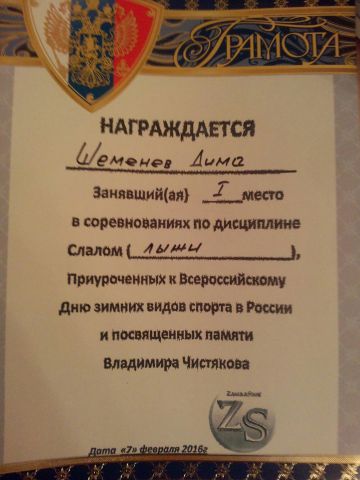 ГРАМОТА
НАГРАЖДАЕТСЯ
Шеменев Дима
Занявший(ая) I место
в соревнованиях по дисциплине
Слалом (лыжи),
Приуроченных к Всероссийскому
Дню зимних видов спорта в России
и посвященных памяти
Владимира Чистякова
ZS
Дата «7» февраля 2016г